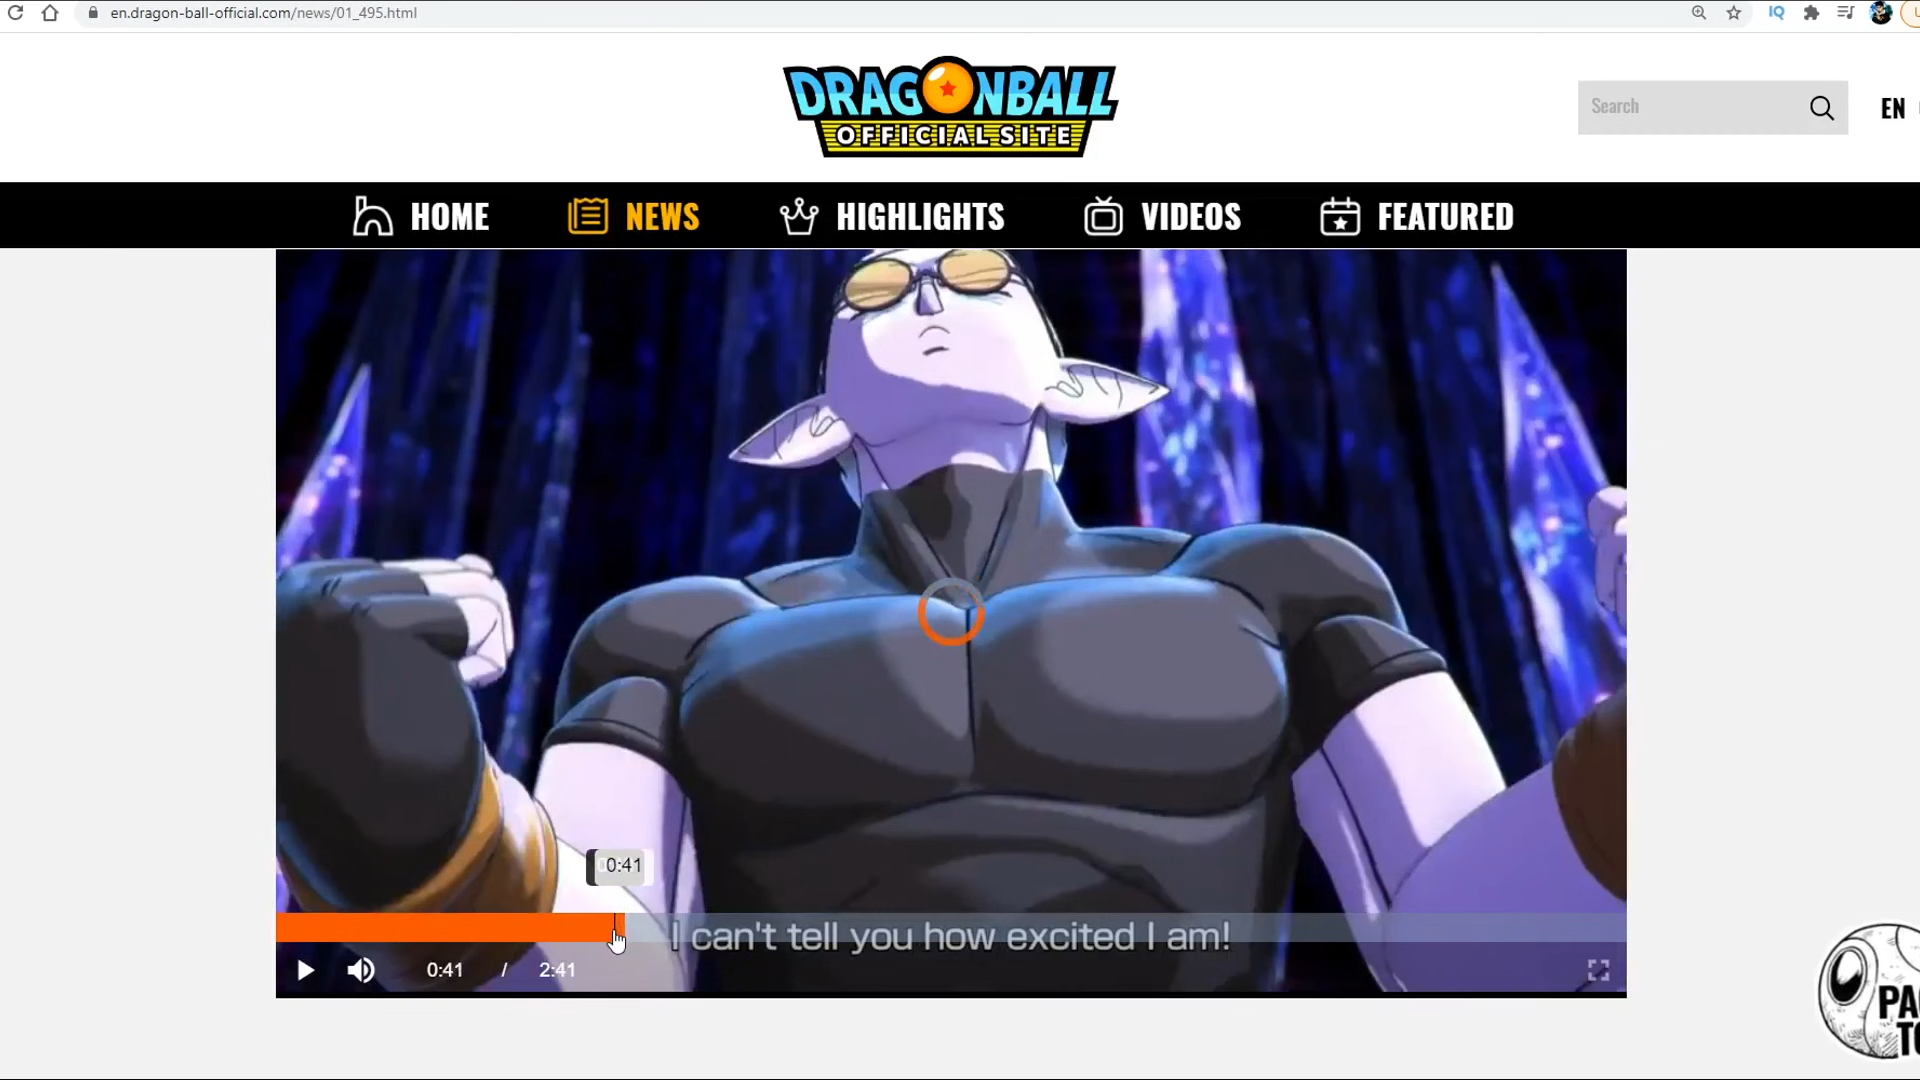 en.dragon-ball-official.com/news/01_495.html
IQ
DRAGONBALL
OFFICIAL SITE
Search
EN
HOME
NEWS
HIGHLIGHTS
VIDEOS
FEATURED
0:41
I can't tell you how excited I am!
0:41 / 2:41